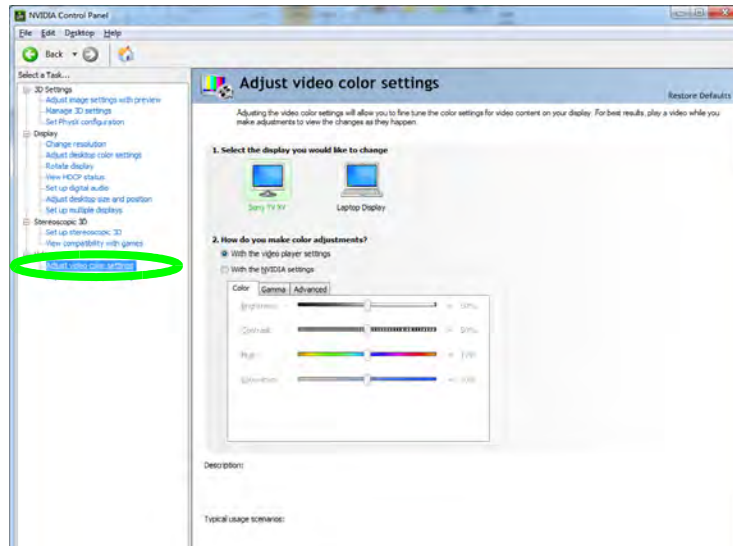 NVIDIA Control Panel
File Edit Desktop Help
Back
Select a Task...
3D Settings
Adjust image settings with preview
Manage 3D settings
Set PhysX configuration
Display
Change resolution
Adjust desktop color settings
Rotate display
View HDCP status
Set up digital audio
Adjust desktop size and position
Set up multiple displays
Stereoscopic 3D
Set up stereoscopic 3D
View compatibility with games
Adjust video color settings
Adjust video color settings
Restore Defaults
Adjusting the video color settings will allow you to fine tune the color settings for video content on your display. For best results, play a video while you
make adjustments to view the changes as they happen.
1. Select the display you would like to change
Sony TV XV
Laptop Display
2. How do you make color adjustments?
With the video player settings
With the NVIDIA settings
Color Gamma Advanced
Brightness:
Contrast:
Hue:
Saturation:
Description:
Typical usage scenarios: